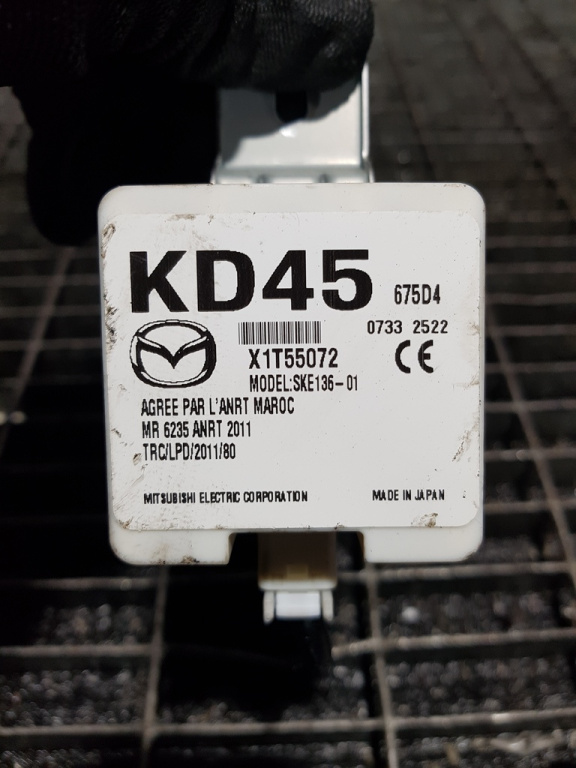 KD45 675D4
0733 2522
X1T55072 CE
MODEL:SKE136-01
AGREE PAR L'ANRT MAROC
MR 6235 ANRT 2011
TRC/LPD/2011/80
MITSUBISHI ELECTRIC CORPORATION MADE IN JAPAN